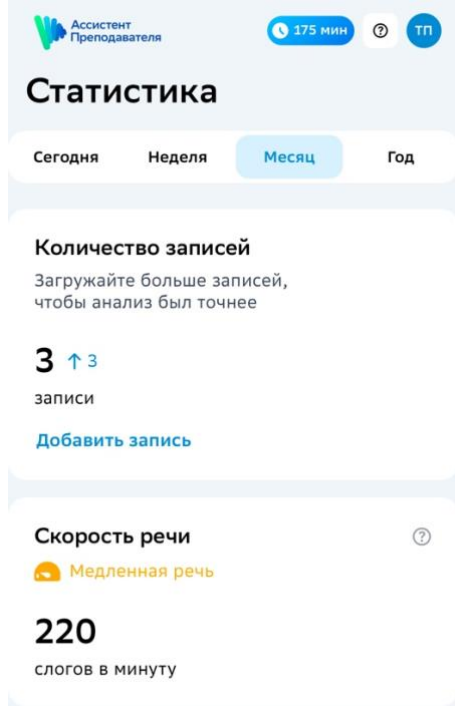 Ассистент
Преподавателя
175 мин
?
ТП
Статистика
Сегодня Неделя Месяц Год
Количество записей
Загружайте больше записей,
чтобы анализ был точнее
3 ↑ 3
записи
Добавить запись
Скорость речи ?
Медленная речь
220
слогов в минуту